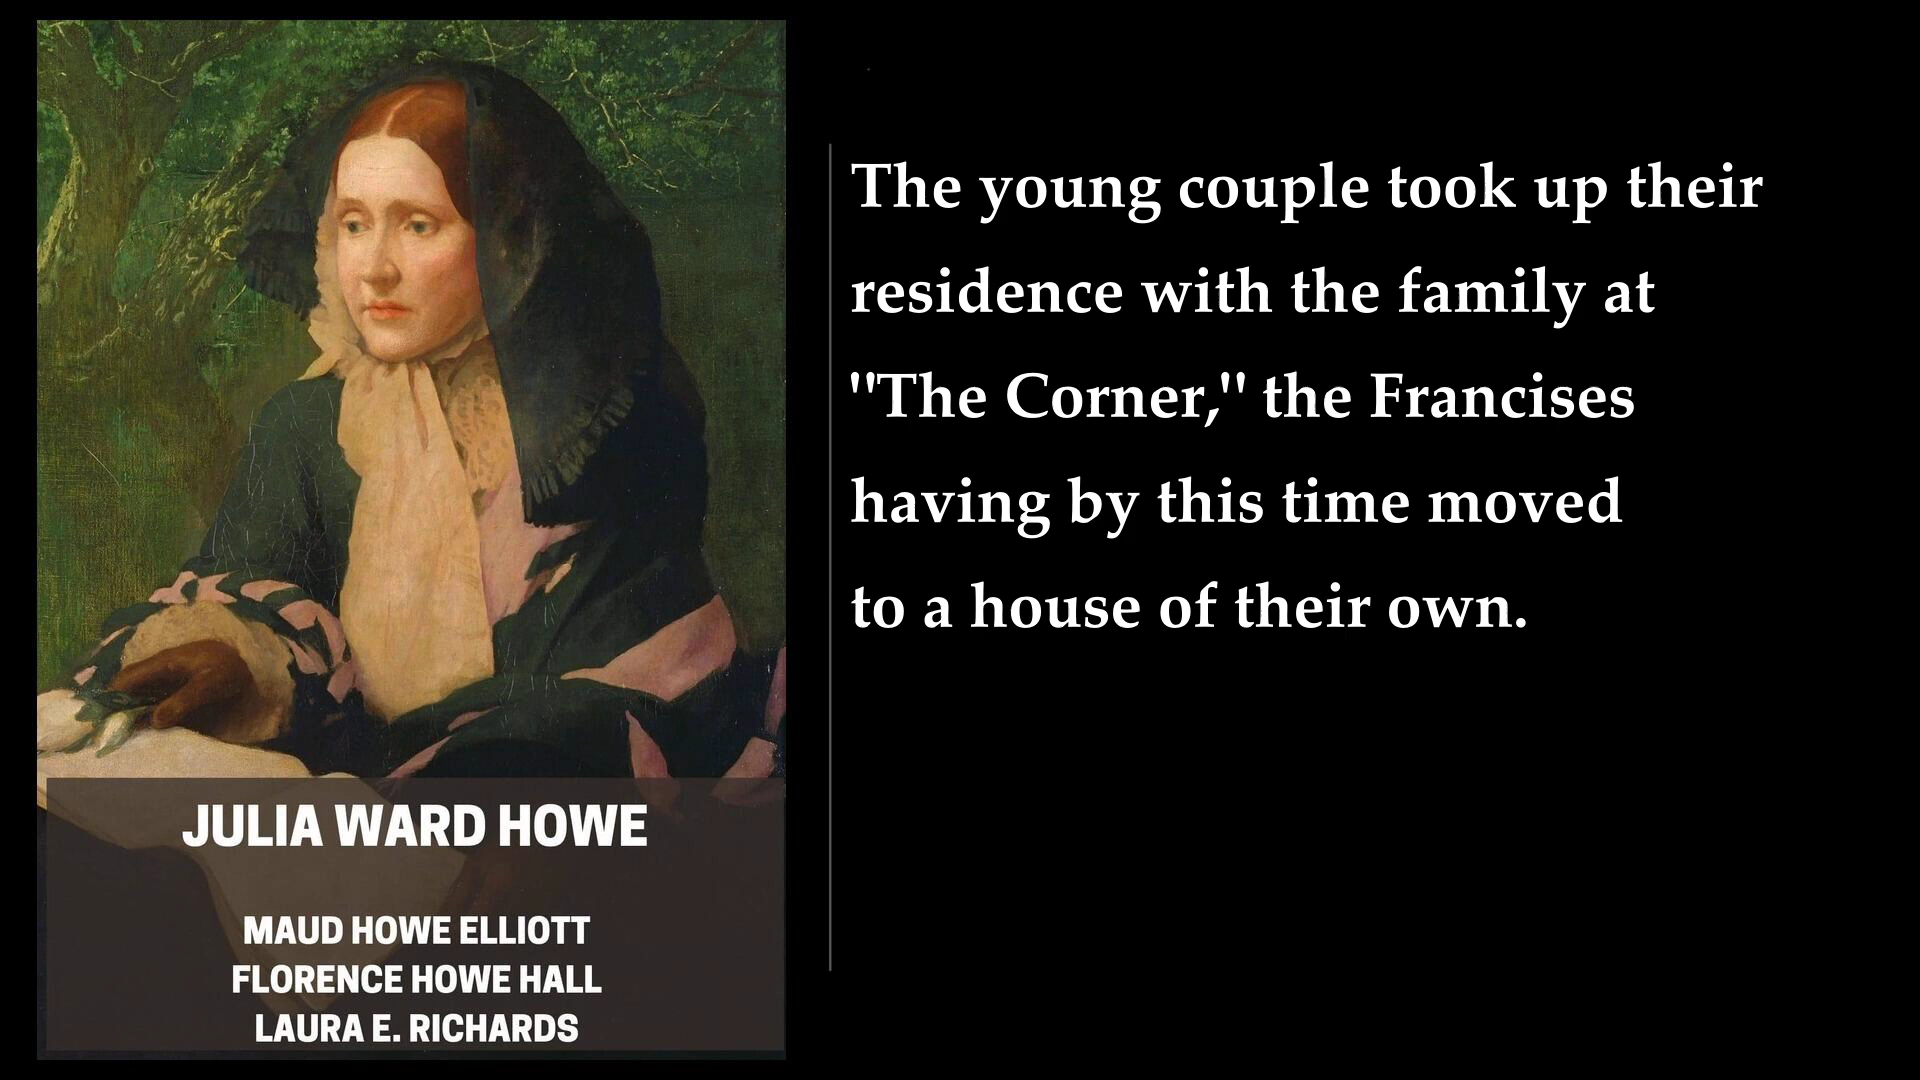 The young couple took up their
residence with the family at
"The Corner," the Francises
having by this time moved
to a house of their own.
JULIA WARD HOWE
MAUD HOWE ELLIOTT
FLORENCE HOWE HALL
LAURA E. RICHARDS